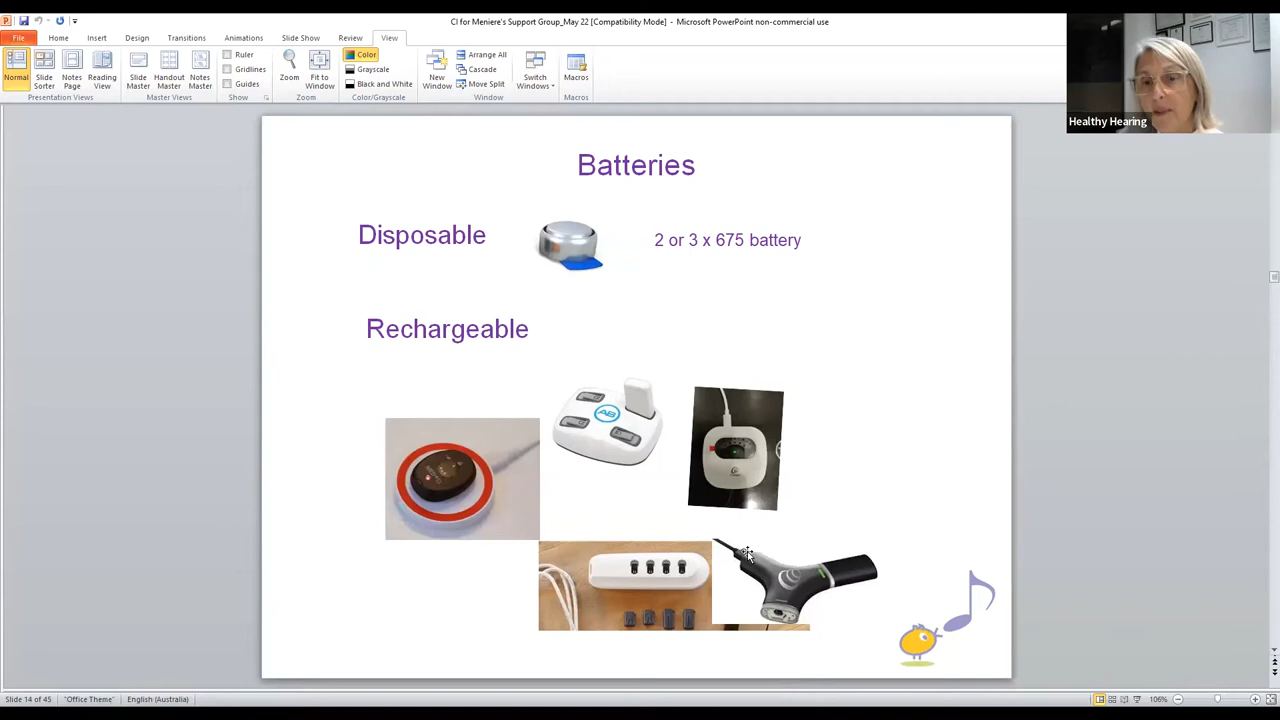 CI for Meniere's Support Group_May 22 [Compatibility Mode] - Microsoft PowerPoint non-commercial use
File Home Insert Design Transitions Animations Slide Show Review View
Normal Slide Sorter Notes Page Reading View
Presentation Views
Slide Master Handout Master Notes Master
Master Views
Ruler
Gridlines
Guides
Show
Zoom Fit to Window
Zoom
Color
Grayscale
Black and White
Color/Grayscale
New Window
Arrange All
Cascade
Move Split
Switch Windows
Window
Macros
Macros
Healthy Hearing
Batteries
Disposable
2 or 3 x 675 battery
Rechargeable
AB
Slide 14 of 45 "Office Theme" English (Australia) 106%